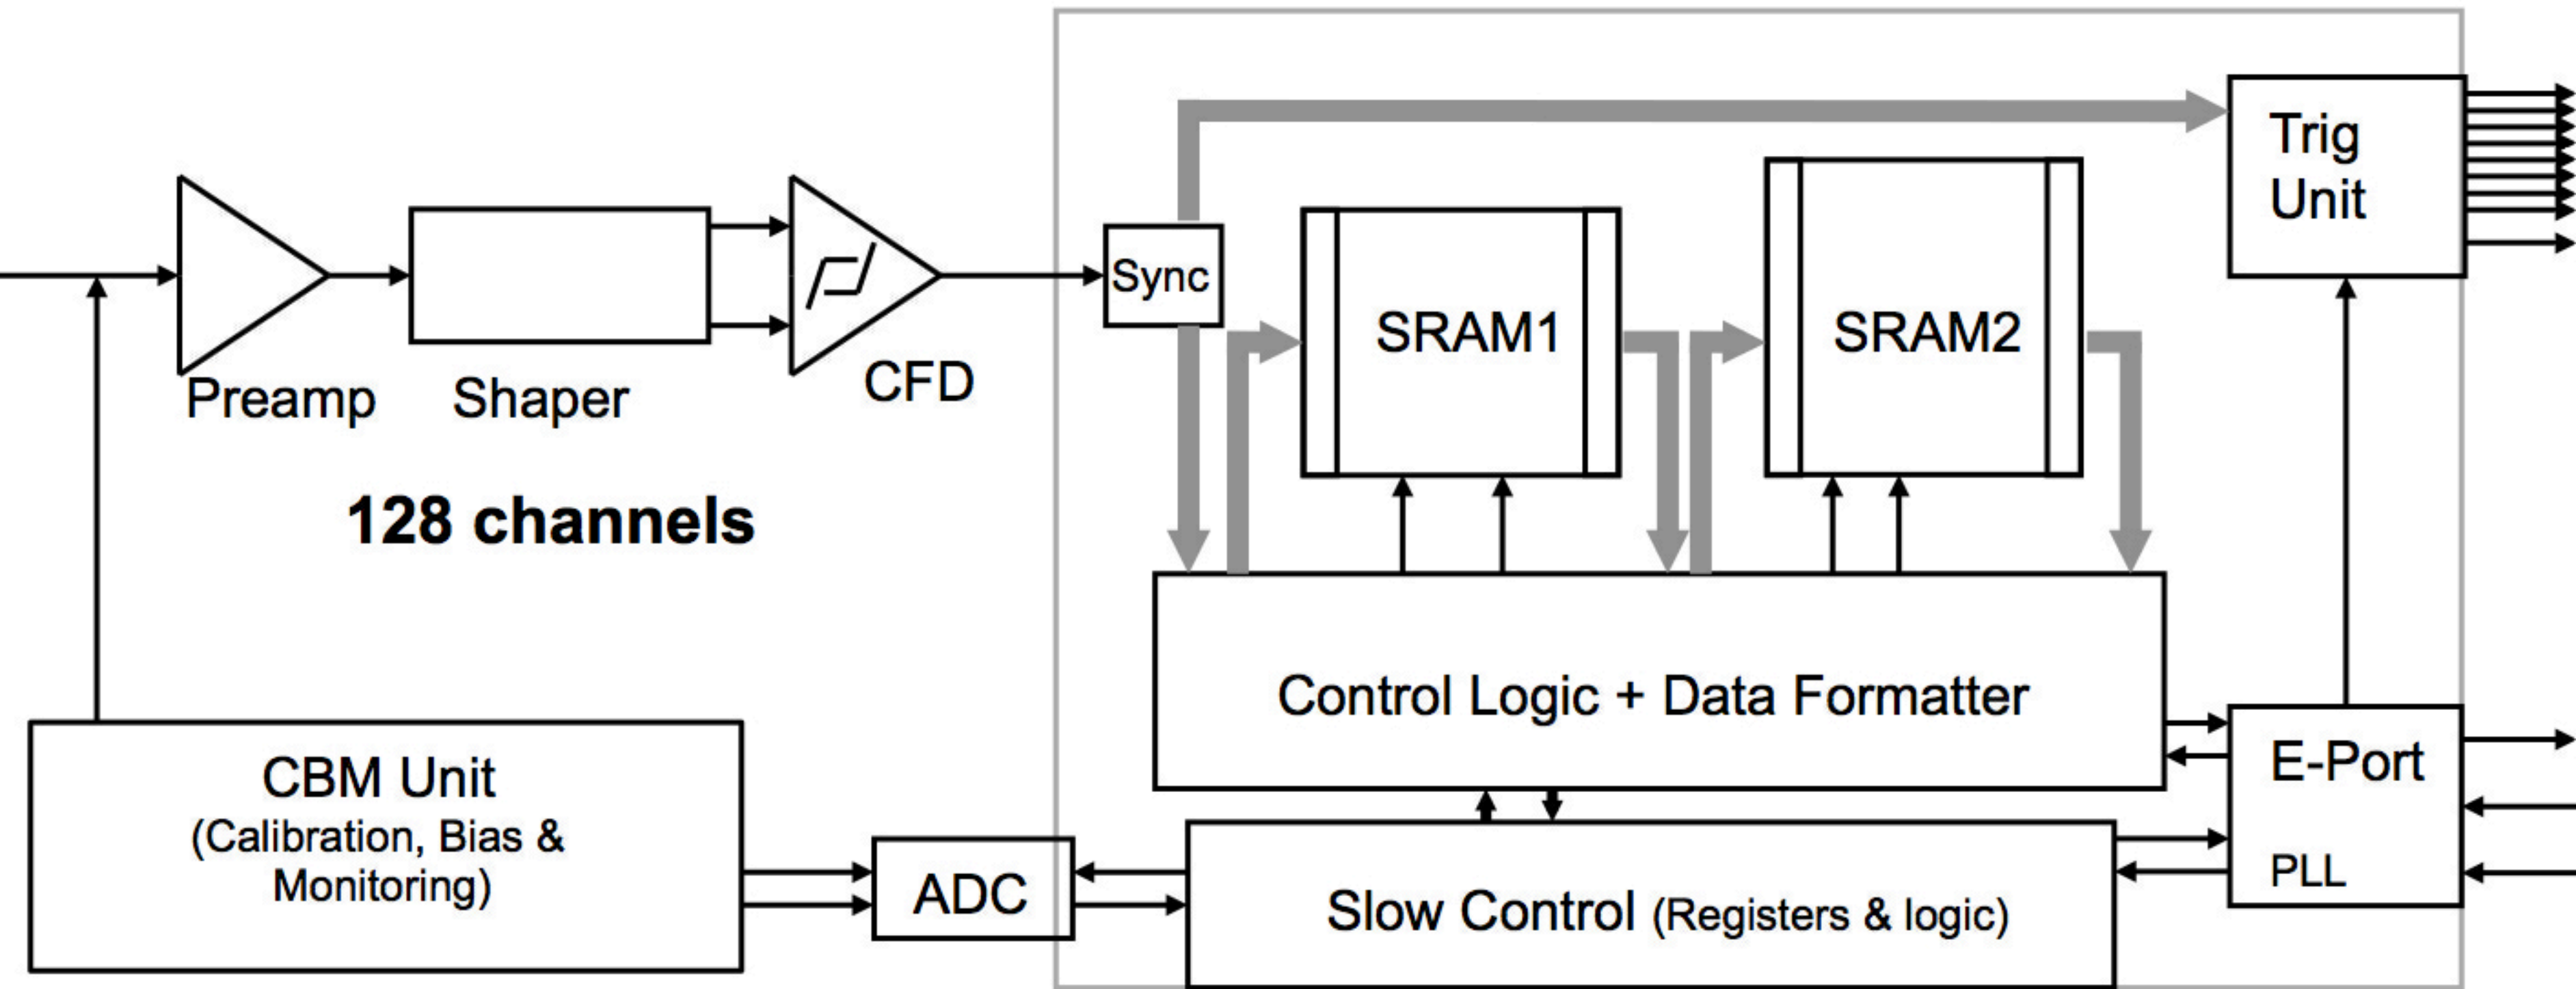 Trig
Unit
Sync
SRAM1
SRAM2
Preamp
Shaper
CFD
128 channels
Control Logic + Data Formatter
CBM Unit
(Calibration, Bias &
Monitoring)
ADC
Slow Control (Registers & logic)
E-Port
PLL